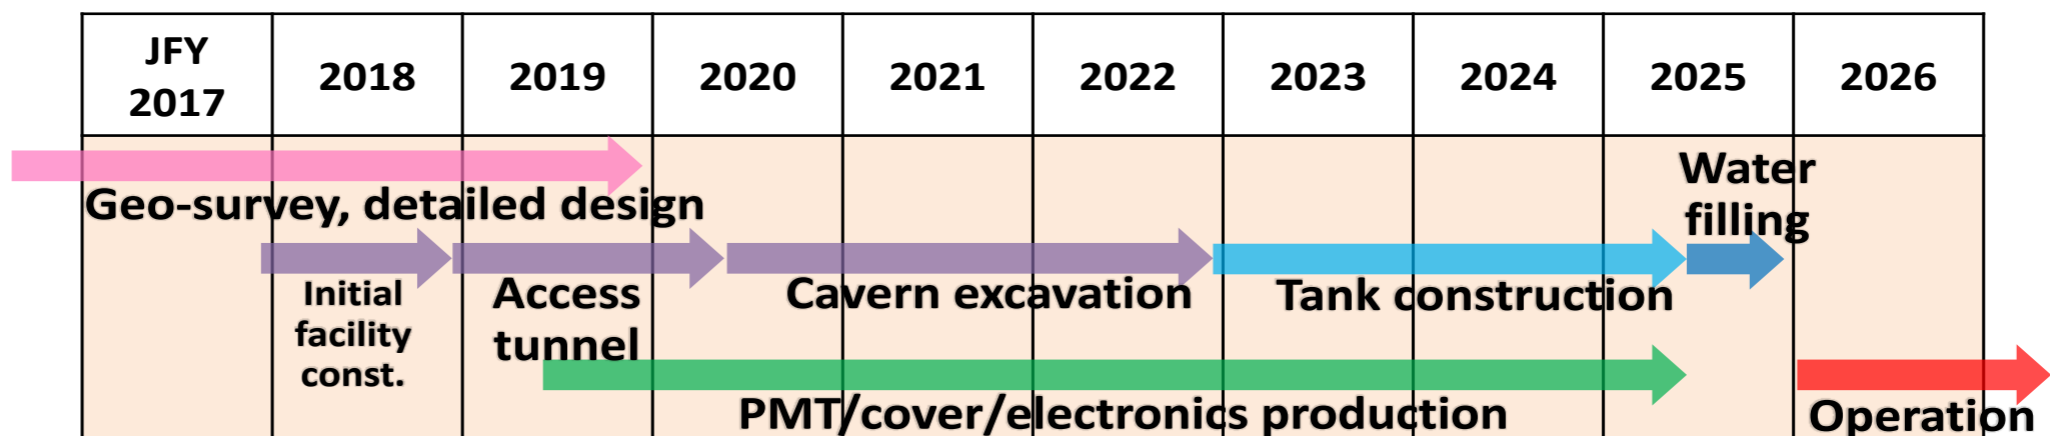 JFY
2017
2018
2019
2020
2021
2022
2023
2024
2025
2026
Geo-survey, detailed design
Water
filling
Initial
facility
const.
Access
tunnel
Cavern excavation
Tank construction
PMT/cover/electronics production
Operation